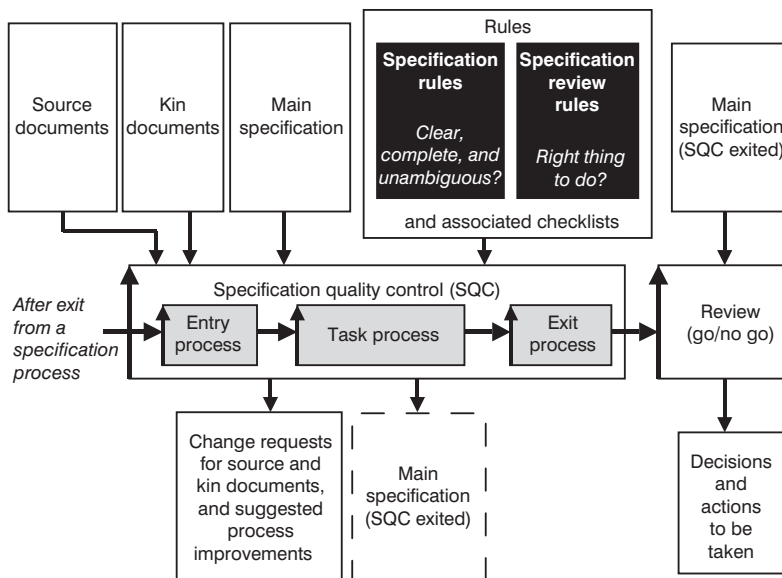 Source
documents
Kin
documents
Main
specification
Rules
Specification
rules
Clear,
complete, and
unambiguous?
Specification
review
rules
Right thing
to do?
and associated checklists
Main
specification
(SQC exited)
After exit
from a
specification
process
Specification quality control (SQC)
Entry
process
Task process
Exit
process
Review
(go/no go)
Change requests
for source and
kin documents,
and suggested
process
improvements
Main
specification
(SQC exited)
Decisions
and
actions
to be
taken